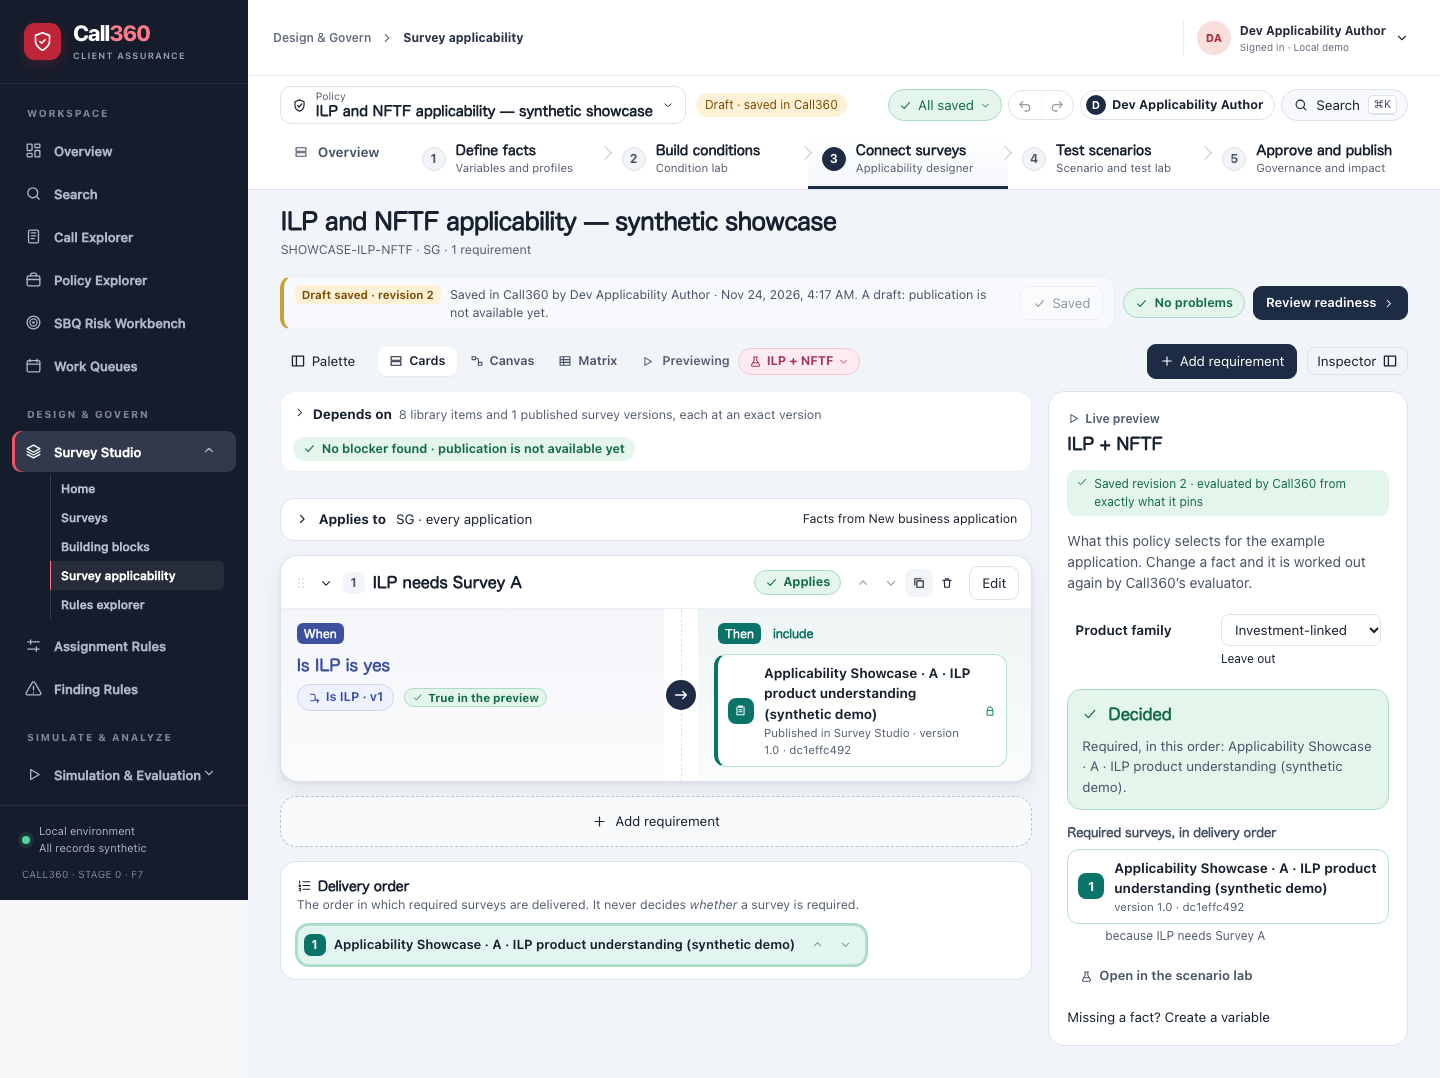 Call360
CLIENT ASSURANCE
WORKSPACE
Overview
Search
Call Explorer
Policy Explorer
SBQ Risk Workbench
Work Queues
DESIGN & GOVERN
Survey Studio
Home
Surveys
Building blocks
Survey applicability
Rules explorer
Assignment Rules
Finding Rules
SIMULATE & ANALYZE
Simulation & Evaluation
Local environment
All records synthetic
CALL360 · STAGE 0 · F7
Design & Govern > Survey applicability
DA
Dev Applicability Author
Signed in · Local demo
Policy
ILP and NFTF applicability — synthetic showcase
Draft · saved in Call360
All saved
D Dev Applicability Author
Search ⌘K
Overview
1 Define facts
Variables and profiles
2 Build conditions
Condition lab
3 Connect surveys
Applicability designer
4 Test scenarios
Scenario and test lab
5 Approve and publish
Governance and impact
ILP and NFTF applicability — synthetic showcase
SHOWCASE-ILP-NFTF · SG · 1 requirement
Draft saved · revision 2
Saved in Call360 by Dev Applicability Author · Nov 24, 2026, 4:17 AM. A draft: publication is
not available yet.
Saved
No problems
Review readiness
Palette
Cards
Canvas
Matrix
Previewing
ILP + NFTF
Add requirement
Inspector
Depends on 8 library items and 1 published survey versions, each at an exact version
No blocker found · publication is not available yet
Applies to SG · every application
Facts from New business application
1 ILP needs Survey A
Applies
Edit
When
Is ILP is yes
Is ILP · v1
True in the preview
Then include
Applicability Showcase · A · ILP
product understanding
(synthetic demo)
Published in Survey Studio · version
1.0 · dc1effc492
Add requirement
Delivery order
The order in which required surveys are delivered. It never decides whether a survey is required.
1 Applicability Showcase · A · ILP product understanding (synthetic demo)
Live preview
ILP + NFTF
Saved revision 2 · evaluated by Call360 from
exactly what it pins
What this policy selects for the example
application. Change a fact and it is worked out
again by Call360's evaluator.
Product family
Investment-linked
Leave out
Decided
Required, in this order: Applicability Showcase
· A · ILP product understanding (synthetic
demo).
Required surveys, in delivery order
1
Applicability Showcase · A · ILP product
understanding (synthetic demo)
version 1.0 · dc1effc492
because ILP needs Survey A
Open in the scenario lab
Missing a fact? Create a variable